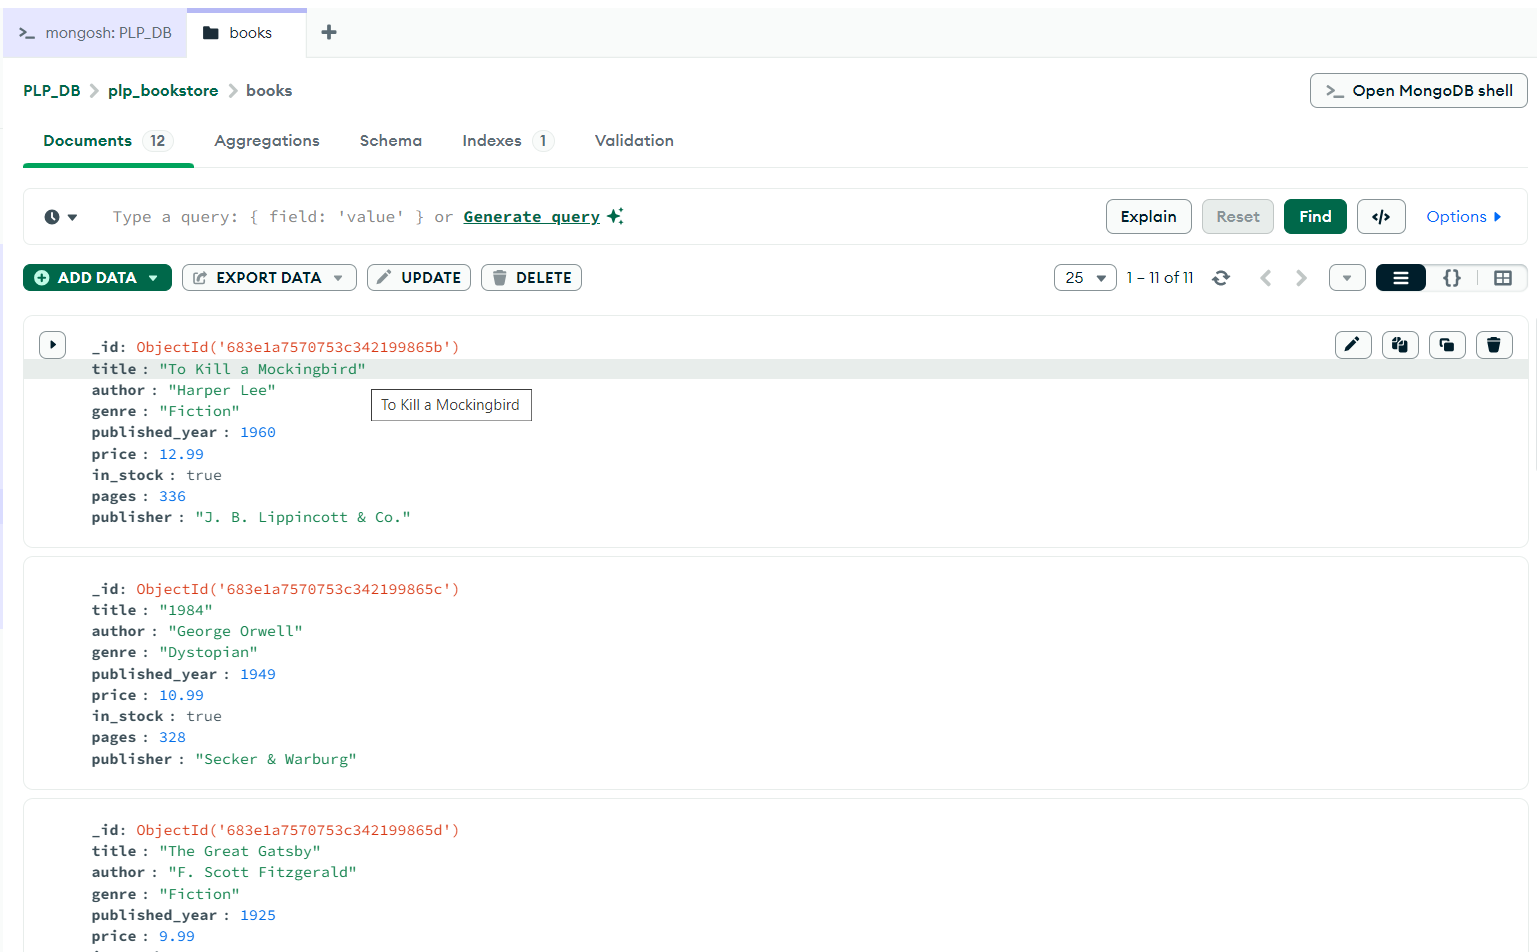 mongosh: PLP_DB
books
PLP_DB
plp_bookstore
books
Open MongoDB shell
Documents 12
Aggregations
Schema
Indexes 1
Validation
Type a query: { field: 'value' } or Generate query
Explain
Reset
Find
</>
Options
ADD DATA
EXPORT DATA
UPDATE
DELETE
25
1 – 11 of 11
{}
_id: ObjectId('683e1a7570753c342199865b')
title : "To Kill a Mockingbird"
author : "Harper Lee"
To Kill a Mockingbird
genre : "Fiction"
published_year : 1960
price : 12.99
in_stock : true
pages : 336
publisher : "J. B. Lippincott & Co."
_id: ObjectId('683e1a7570753c342199865c')
title : "1984"
author : "George Orwell"
genre : "Dystopian"
published_year : 1949
price : 10.99
in_stock : true
pages : 328
publisher : "Secker & Warburg"
_id: ObjectId('683e1a7570753c342199865d')
title : "The Great Gatsby"
author : "F. Scott Fitzgerald"
genre : "Fiction"
published_year : 1925
price : 9.99